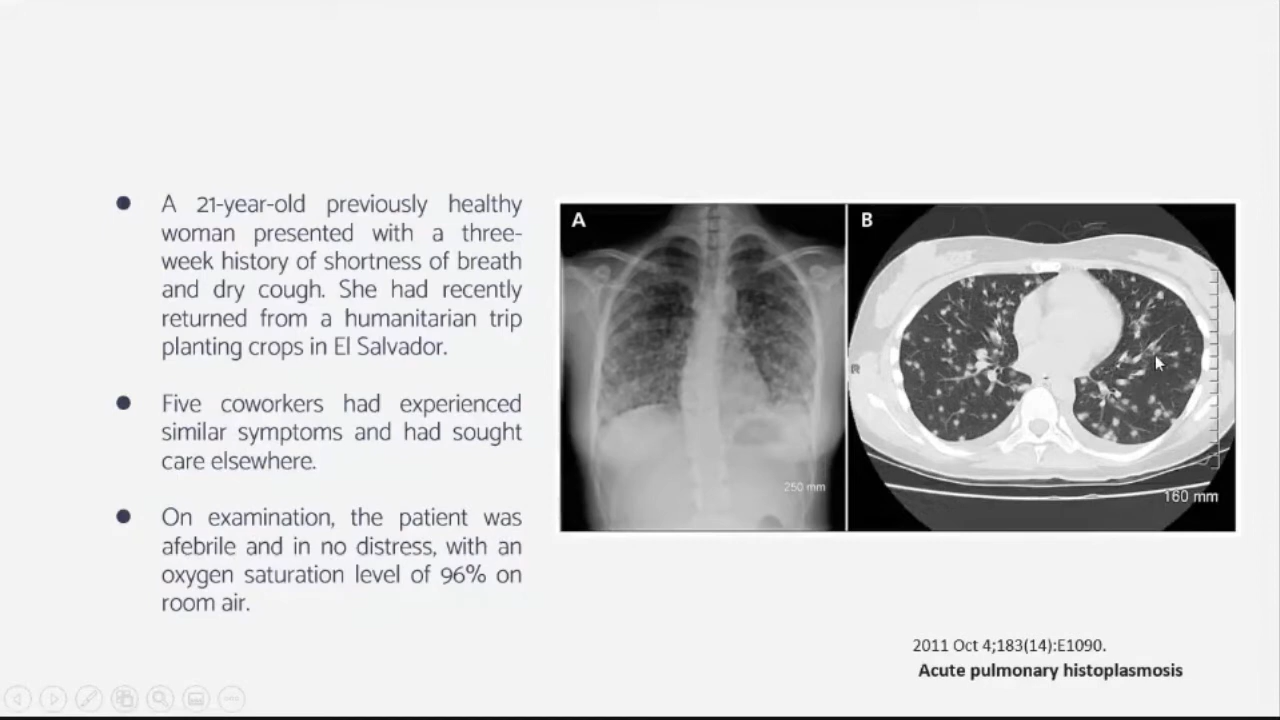 A 21-year-old previously healthy
woman presented with a three-
week history of shortness of breath
and dry cough. She had recently
returned from a humanitarian trip
planting crops in El Salvador.
Five coworkers had experienced
similar symptoms and had sought
care elsewhere.
On examination, the patient was
afebrile and in no distress, with an
oxygen saturation level of 96% on
room air.
A
250 mm
B
R
160 mm
2011 Oct 4;183(14):E1090.
Acute pulmonary histoplasmosis